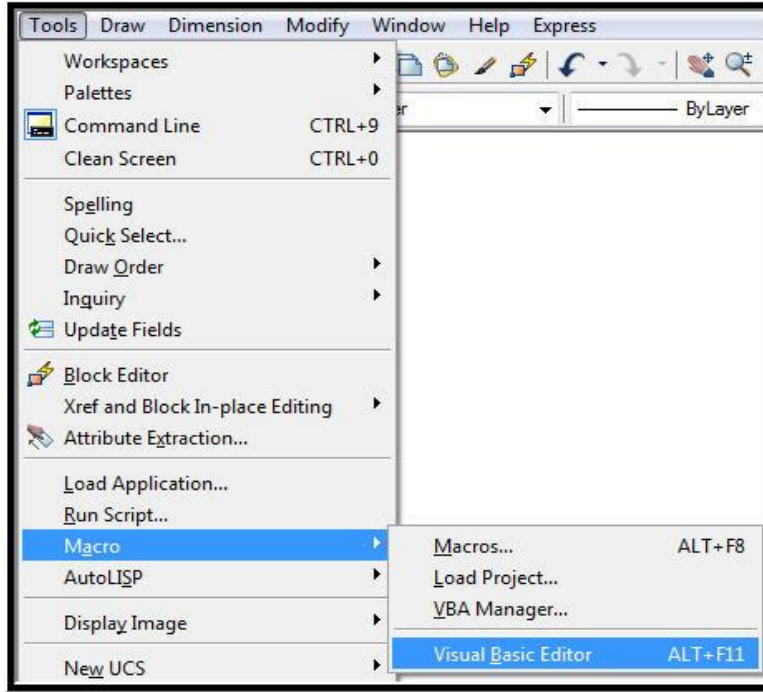 Tools Draw Dimension Modify Window Help Express
Workspaces
Palettes
Command Line CTRL+9
ByLayer
Clean Screen CTRL+0
Spelling
Quick Select...
Draw Order
Inquiry
Update Fields
Block Editor
Xref and Block In-place Editing
Attribute Extraction...
Load Application...
Run Script...
Macro
AutoLISP
Display Image
New UCS
Macros... ALT+F8
Load Project...
VBA Manager...
Visual Basic Editor ALT+F11